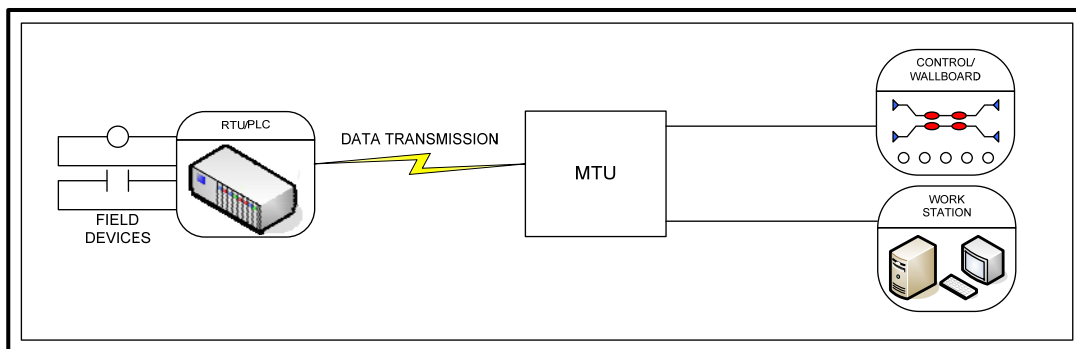 FIELD
DEVICES
RTU/PLC
DATA TRANSMISSION
MTU
CONTROL/
WALLBOARD
WORK
STATION